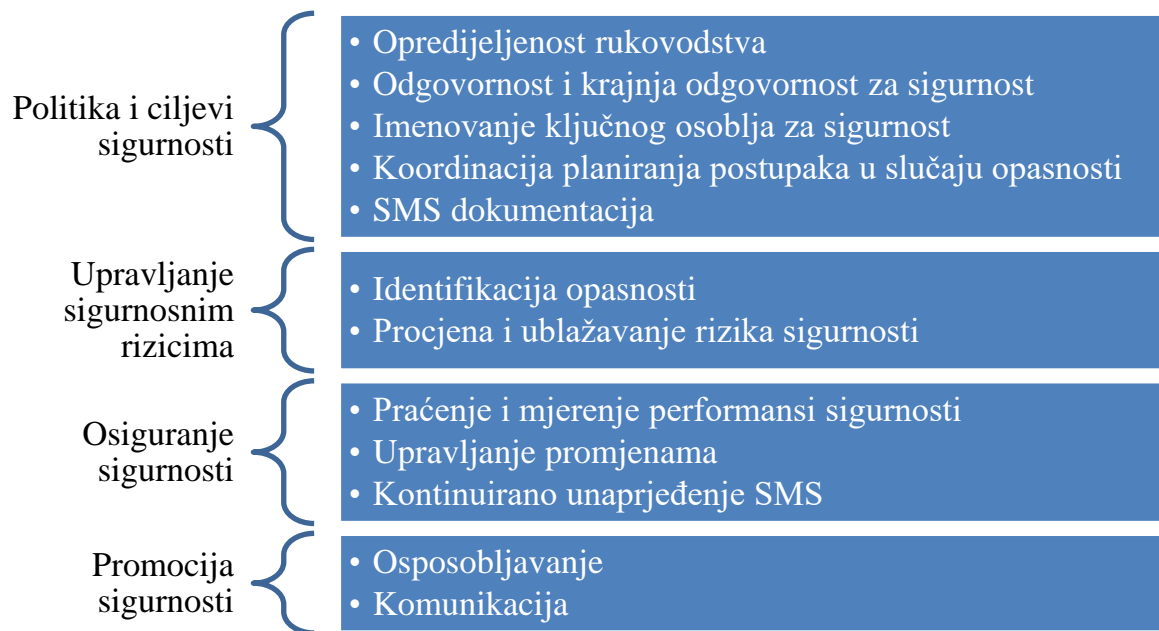 Politika i ciljevi
sigurnosti
• Opredijeljenost rukovodstva
• Odgovornost i krajnja odgovornost za sigurnost
• Imenovanje ključnog osoblja za sigurnost
• Koordinacija planiranja postupaka u slučaju opasnosti
• SMS dokumentacija
Upravljanje
sigurnosnim
rizicima
• Identifikacija opasnosti
• Procjena i ublažavanje rizika sigurnosti
Osiguranje
sigurnosti
• Praćenje i mjerenje performansi sigurnosti
• Upravljanje promjenama
• Kontinuirano unaprjeđenje SMS
Promocija
sigurnosti
• Osposobljavanje
• Komunikacija